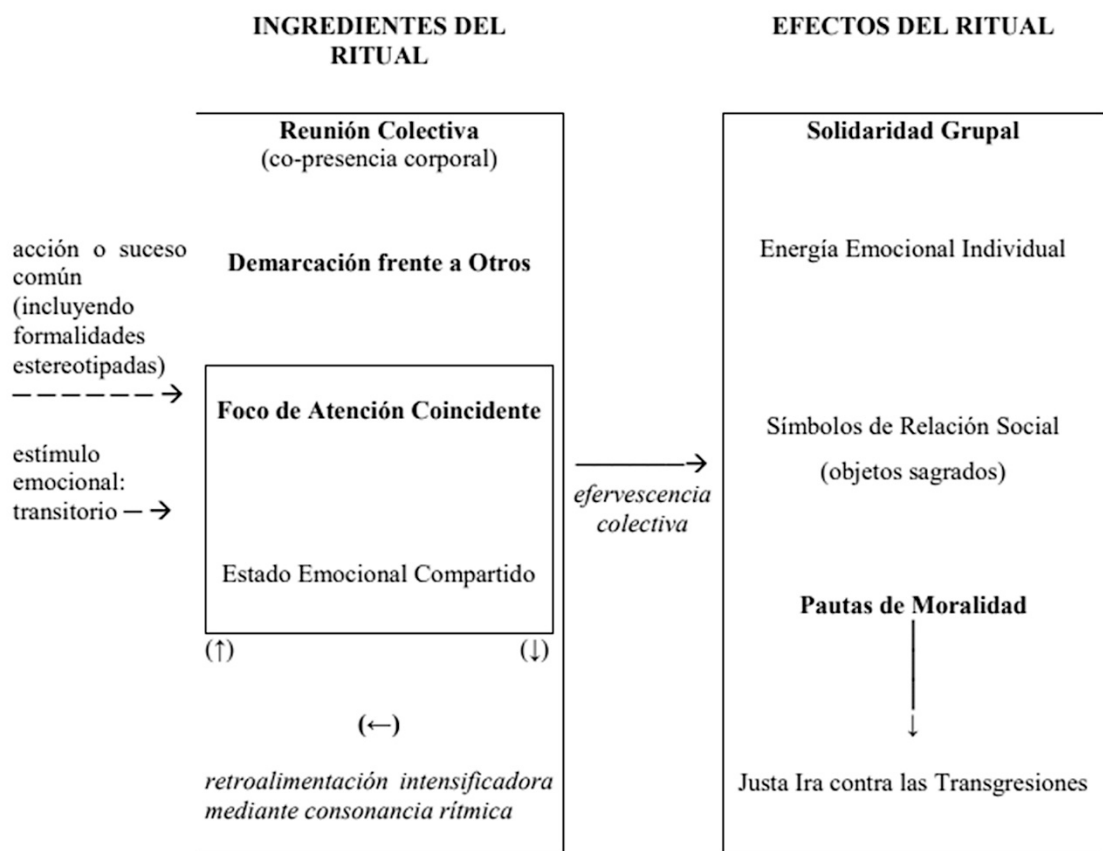 INGREDIENTES DEL
RITUAL
EFECTOS DEL RITUAL
acción o suceso
común
(incluyendo
formalidades
estereotipadas)
estímulo
emocional:
transitorio
Reunión Colectiva
(co-presencia corporal)
Demarcación frente a Otros
Foco de Atención Coincidente
Estado Emocional Compartido
(↑) (↓)
(←)
retroalimentación intensificadora
mediante consonancia rítmica
efervescencia
colectiva
Solidaridad Grupal
Energía Emocional Individual
Símbolos de Relación Social
(objetos sagrados)
Pautas de Moralidad
Justa Ira contra las Transgresiones